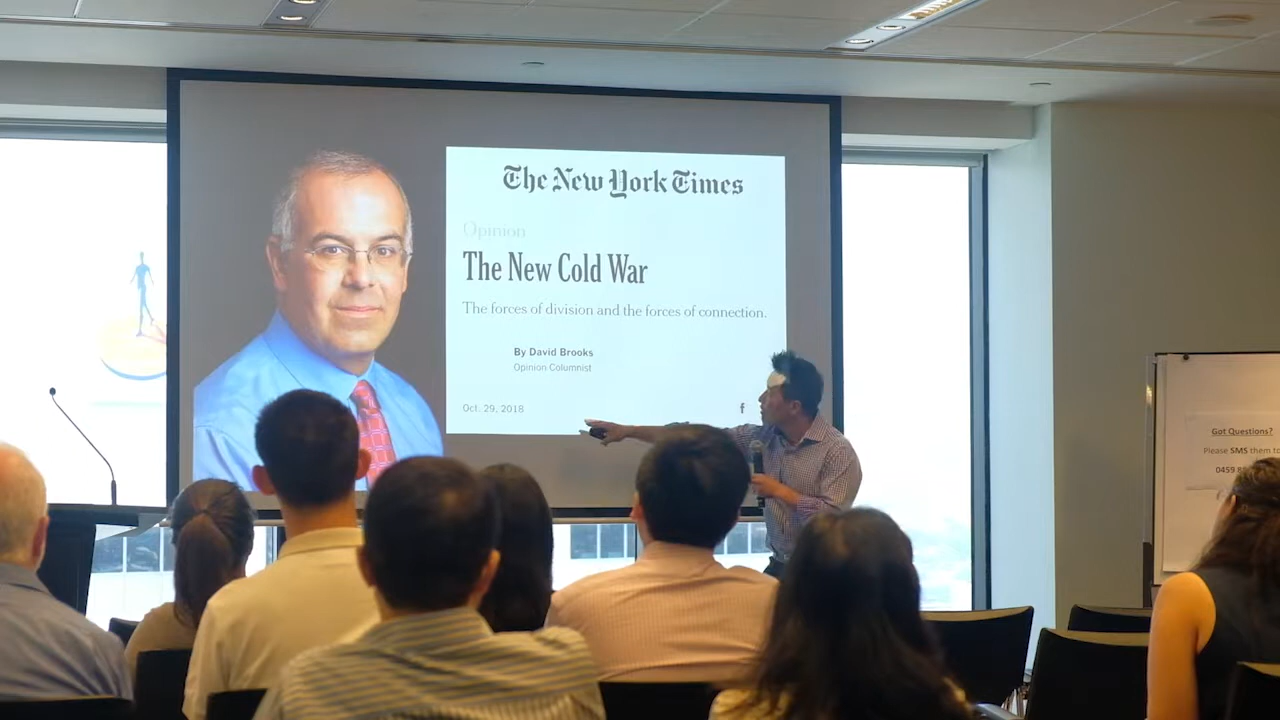 The New York Times
Opinion
The New Cold War
The forces of division and the forces of connection.
By David Brooks
Opinion Columnist
Oct. 29, 2018
f
Got Questions?
Please SMS them to
0459